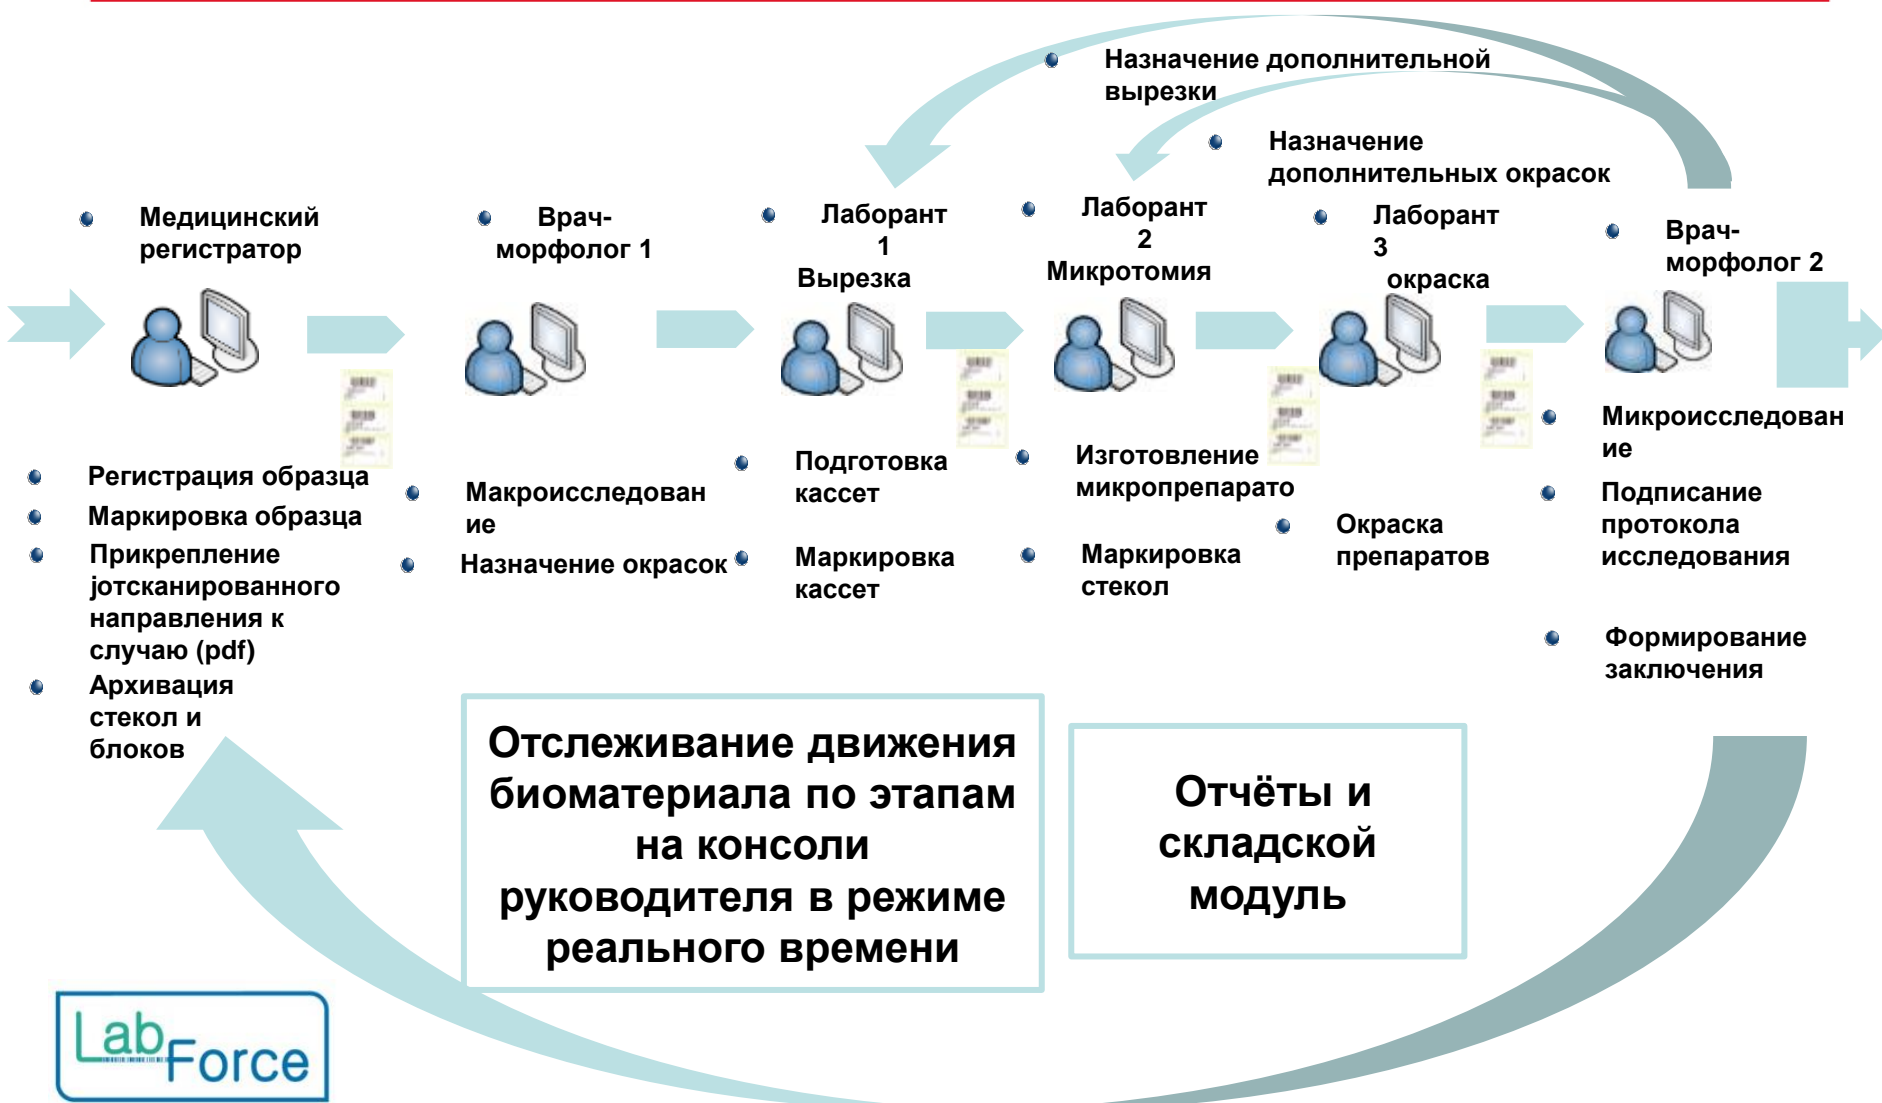 Назначение дополнительной
вырезки
Назначение
дополнительных окрасок
Медицинский
регистратор
Врач-
морфолог 1
Лаборант
1
Вырезка
Лаборант
2
Микротомия
Лаборант
3
окраска
Врач-
морфолог 2
Регистрация образца
Маркировка образца
Прикрепление
jотсканированного
направления к
случаю (pdf)
Архивация
стекол и
блоков
Макроисследован
ие
Назначение окрасок
Подготовка
кассет
Маркировка
кассет
Изготовление
микропрепарато
Маркировка
стекол
Окраска
препаратов
Микроисследован
ие
Подписание
протокола
исследования
Формирование
заключения
Отслеживание движения
биоматериала по этапам
на консоли
руководителя в режиме
реального времени
Отчёты и
складской
модуль
Lab
Force